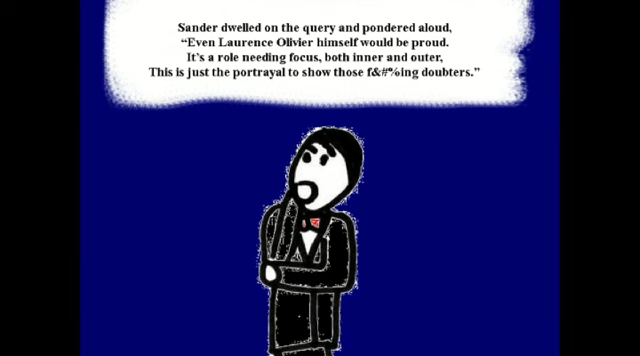 Sander dwelled on the query and pondered aloud,
“Even Laurence Olivier himself would be proud.
It’s a role needing focus, both inner and outer,
This is just the portrayal to show those f&#%ing doubters.”